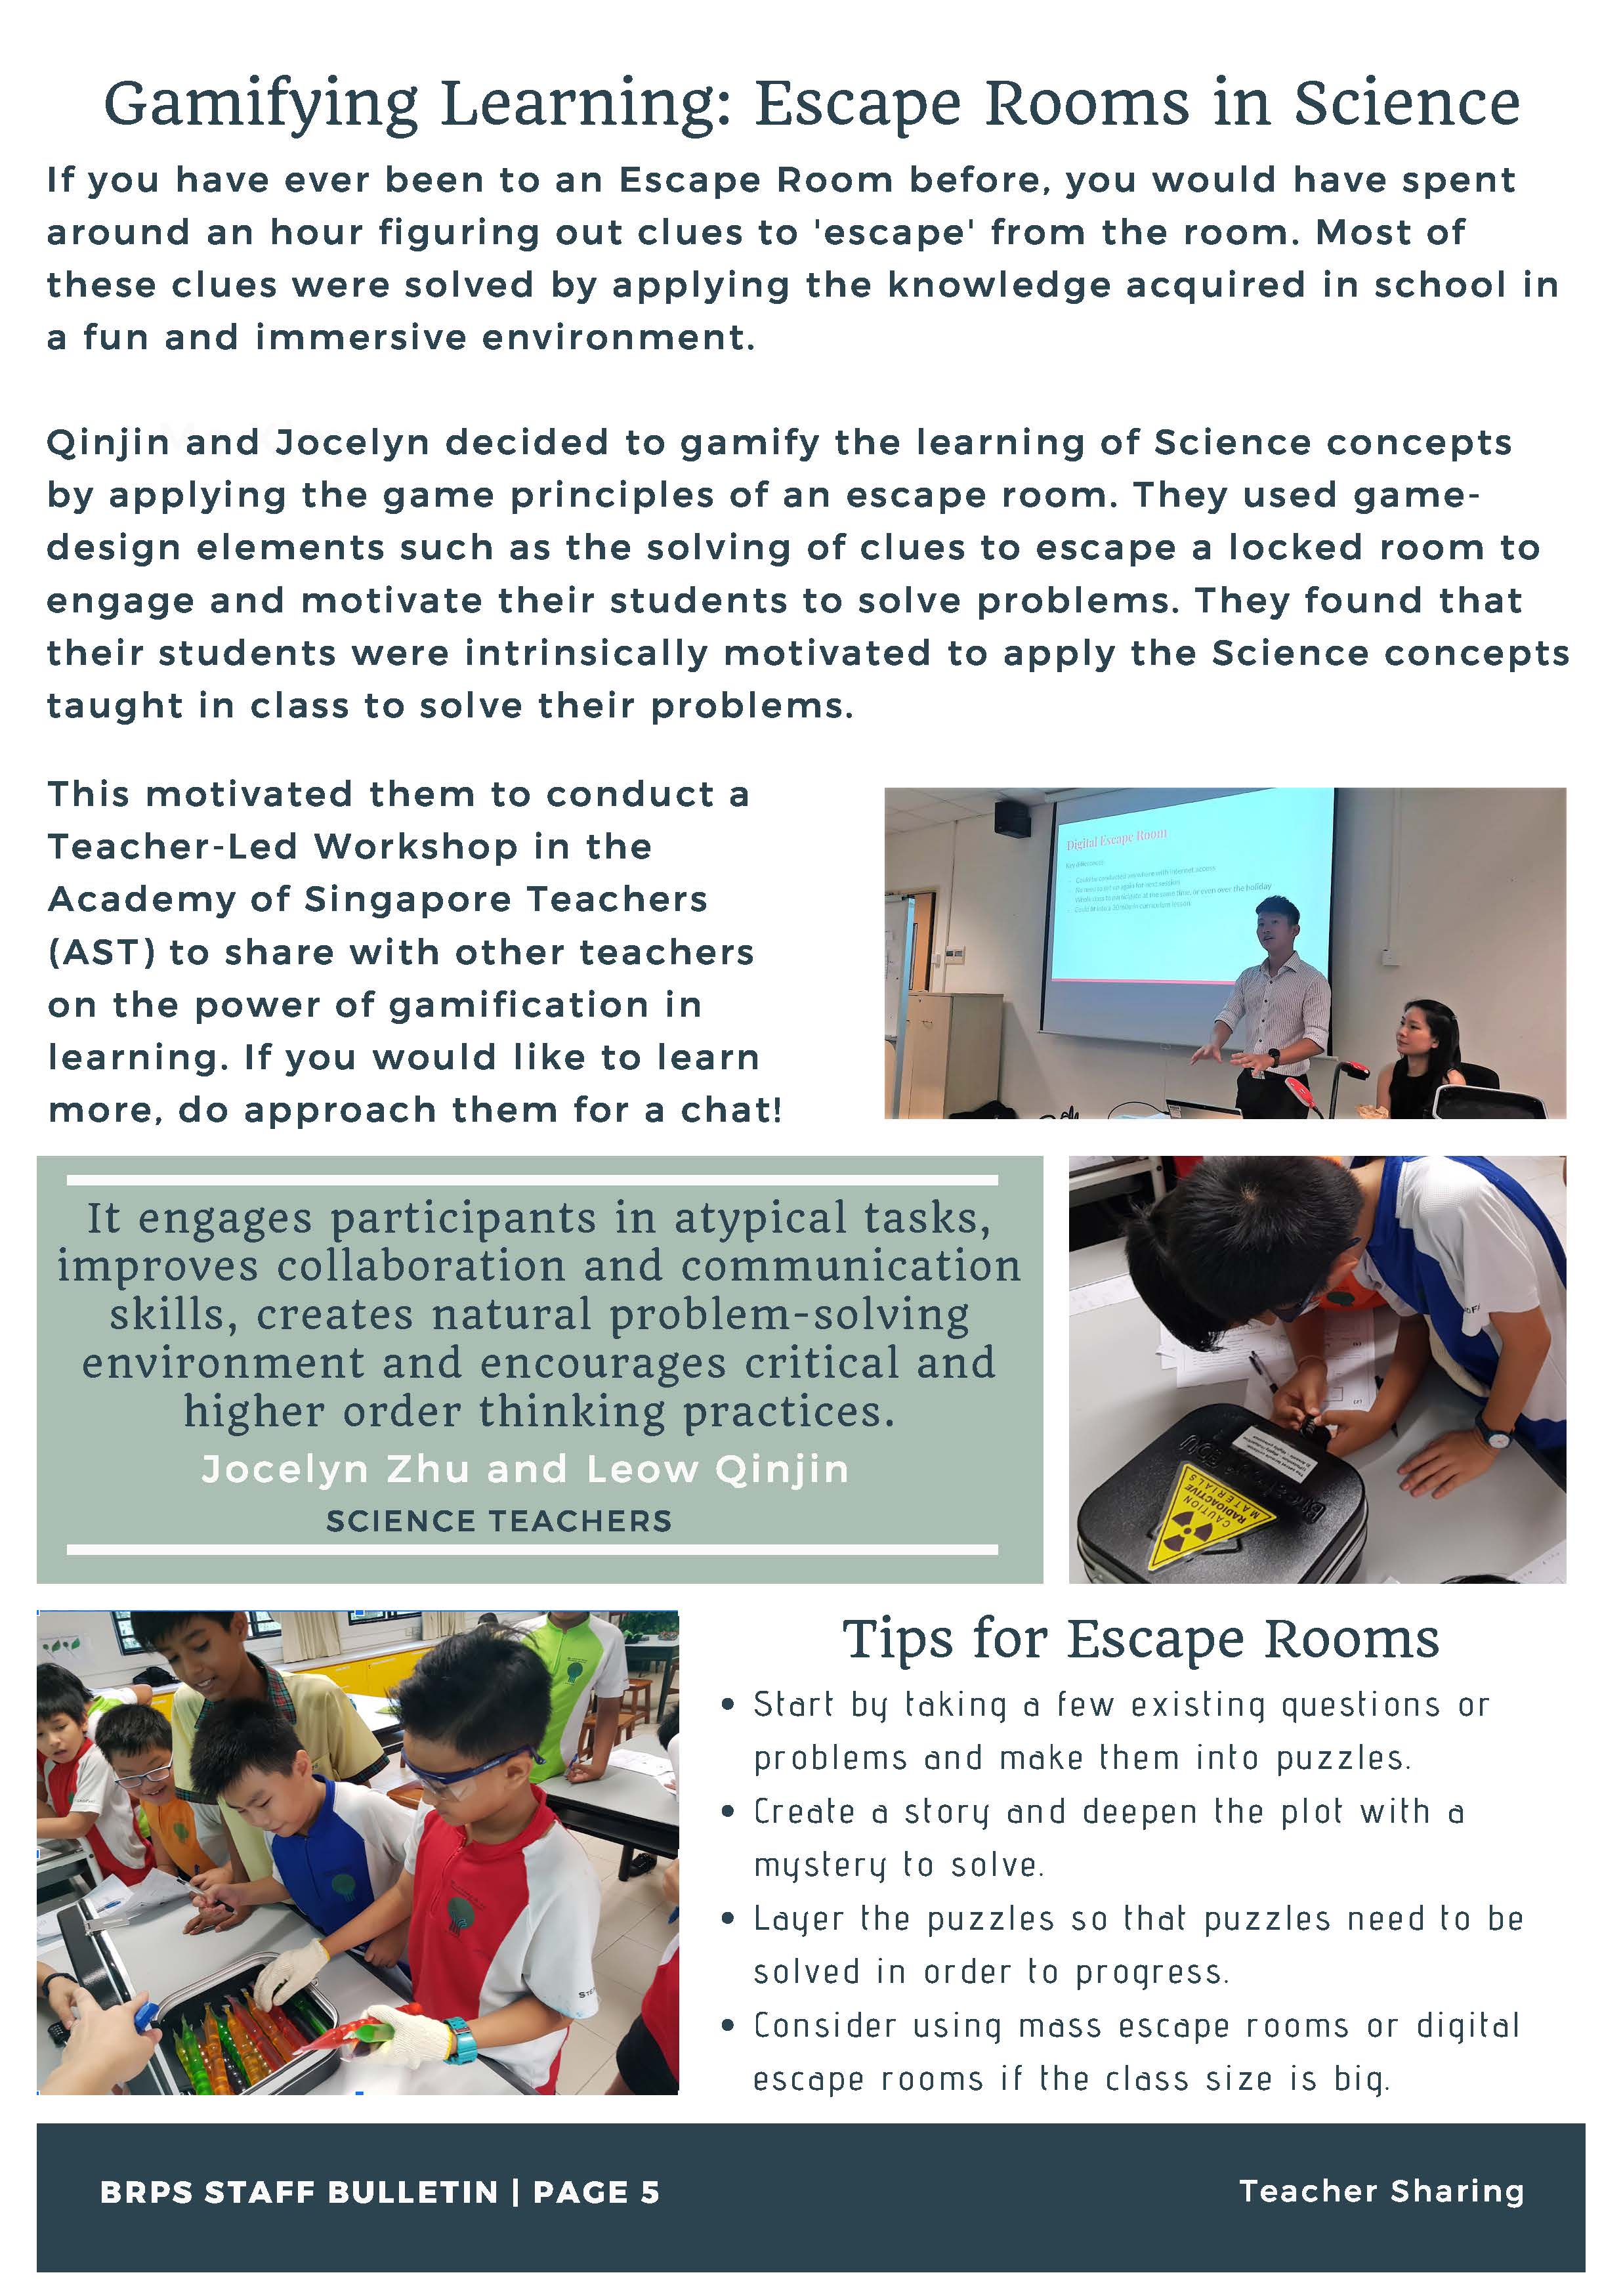 Gamifying Learning: Escape Rooms in Science
If you have ever been to an Escape Room before, you would have spent
around an hour figuring out clues to 'escape' from the room. Most of
these clues were solved by applying the knowledge acquired in school in
a fun and immersive environment.
Qinjin and Jocelyn decided to gamify the learning of Science concepts
by applying the game principles of an escape room. They used game-
design elements such as the solving of clues to escape a locked room to
engage and motivate their students to solve problems. They found that
their students were intrinsically motivated to apply the Science concepts
taught in class to solve their problems.
This motivated them to conduct a
Teacher-Led Workshop in the
Academy of Singapore Teachers
(AST) to share with other teachers
on the power of gamification in
learning. If you would like to learn
more, do approach them for a chat!
Digital Escape Room
Key differences:
Could be conducted anywhere with internet access
It engages participants in atypical tasks,
improves collaboration and communication
skills, creates natural problem-solving
environment and encourages critical and
higher order thinking practices.
Jocelyn Zhu and Leow Qinjin
SCIENCE TEACHERS
CAUTION
RADIOACTIVE
MATERIALS
Tips for Escape Rooms
• Start by taking a few existing questions or
problems and make them into puzzles.
• Create a story and deepen the plot with a
mystery to solve.
• Layer the puzzles so that puzzles need to be
solved in order to progress.
• Consider using mass escape rooms or digital
escape rooms if the class size is big.
BRPS STAFF BULLETIN | PAGE 5
Teacher Sharing